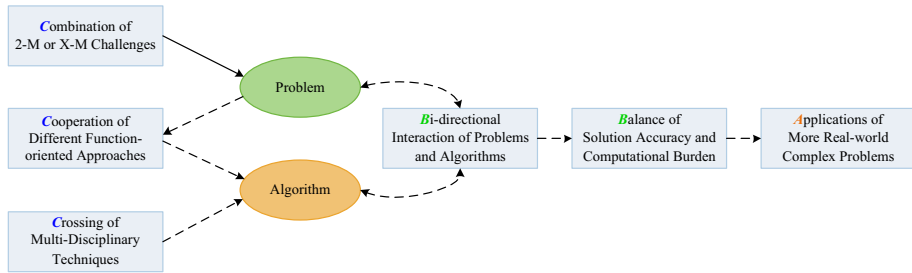 Combination of
2-M or X-M Challenges
Problem
Cooperation of
Different Function-
oriented Approaches
Bi-directional
Interaction of Problems
and Algorithms
Balance of
Solution Accuracy and
Computational Burden
Applications of
More Real-world
Complex Problems
Algorithm
Crossing of
Multi-Disciplinary
Techniques